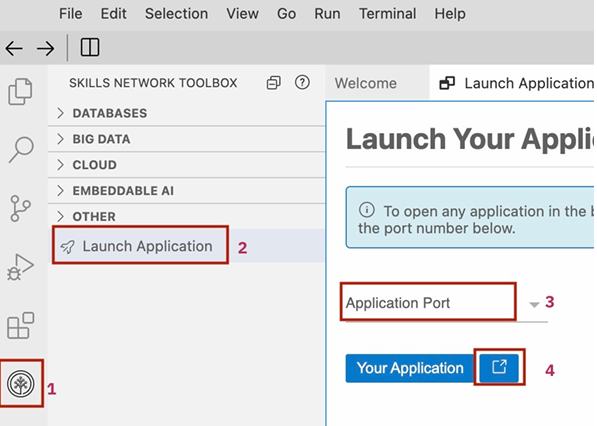 File Edit Selection View Go Run Terminal Help
SKILLS NETWORK TOOLBOX
Welcome
Launch Application
DATABASES
BIG DATA
CLOUD
EMBEDDABLE AI
OTHER
Launch Application
2
1
Launch Your Appli
To open any application in the b
the port number below.
Application Port
3
Your Application
4